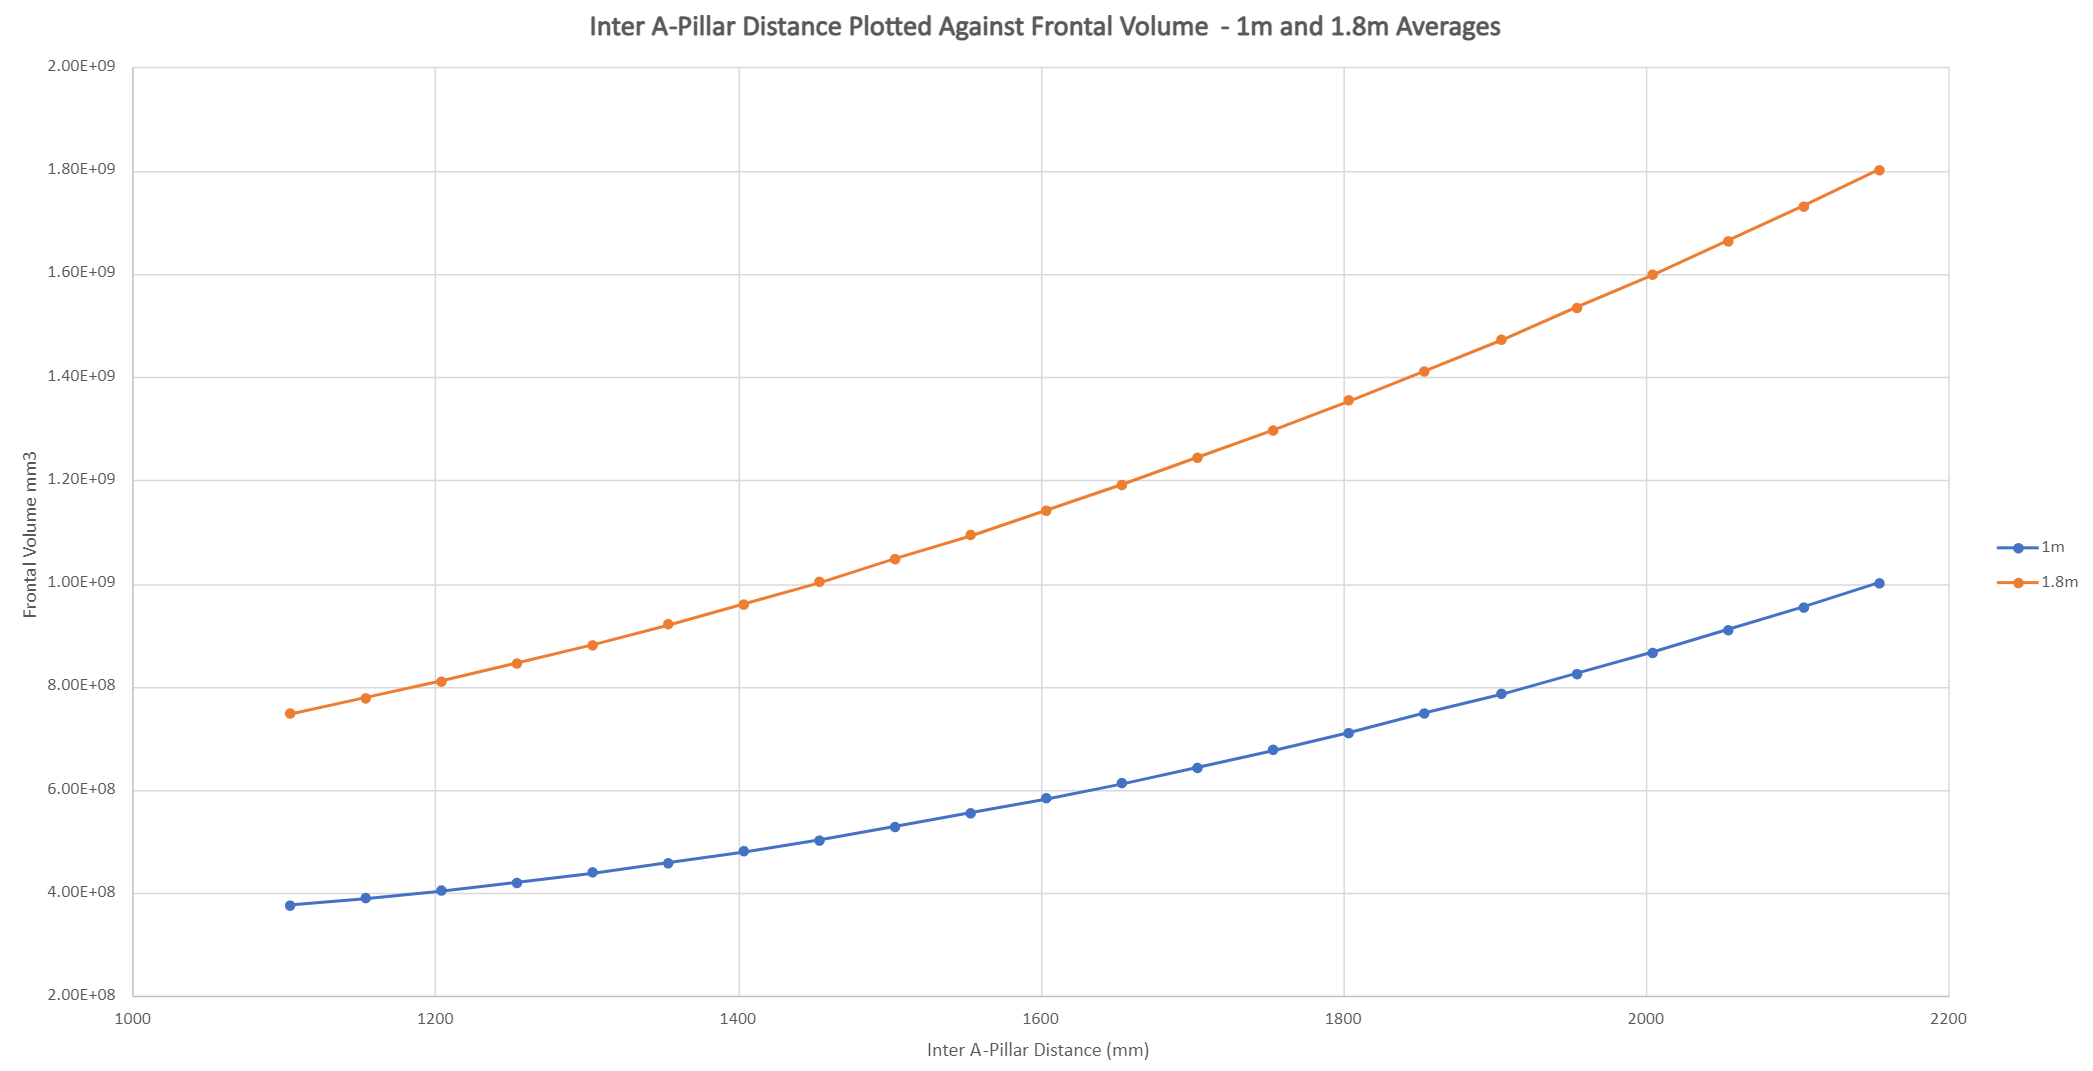 Inter A-Pillar Distance Plotted Against Frontal Volume - 1m and 1.8m Averages
2.00E+09
1.80E+09
1.60E+09
1.40E+09
1.20E+09
1.00E+09
8.00E+08
6.00E+08
4.00E+08
2.00E+08
Frontal Volume mm3
1000 1200 1400 1600 1800 2000 2200
Inter A-Pillar Distance (mm)
1m
1.8m